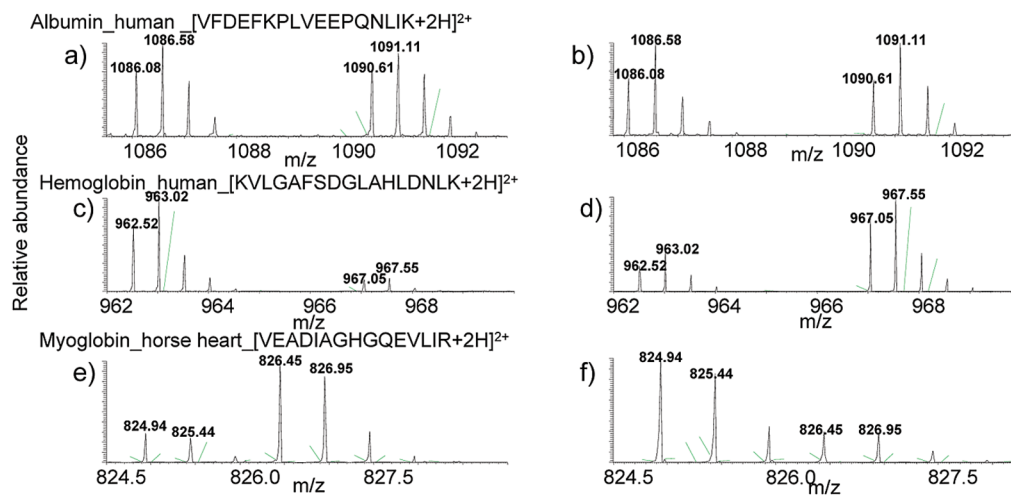 Albumin_human_[VFDEFKPLVEEPQNLIK+2H]2+
a)
1086.58
1086.08
1091.11
1090.61
1086
1088
1090
1092
m/z
b)
1086.58
1086.08
1091.11
1090.61
1086
1088
1090
1092
m/z
Relative abundance
Hemoglobin_human_[KVLGAFSDGLAHLDNLK+2H]2+
c)
963.02
962.52
967.55
967.05
962
964
966
968
m/z
d)
967.55
967.05
963.02
962.52
962
964
966
968
m/z
Myoglobin_horse heart_[VEADIAGHGQEVLIR+2H]2+
e)
826.45
826.95
824.94
825.44
824.5
826.0
827.5
m/z
f)
824.94
825.44
826.45
826.95
824.5
826.0
827.5
m/z